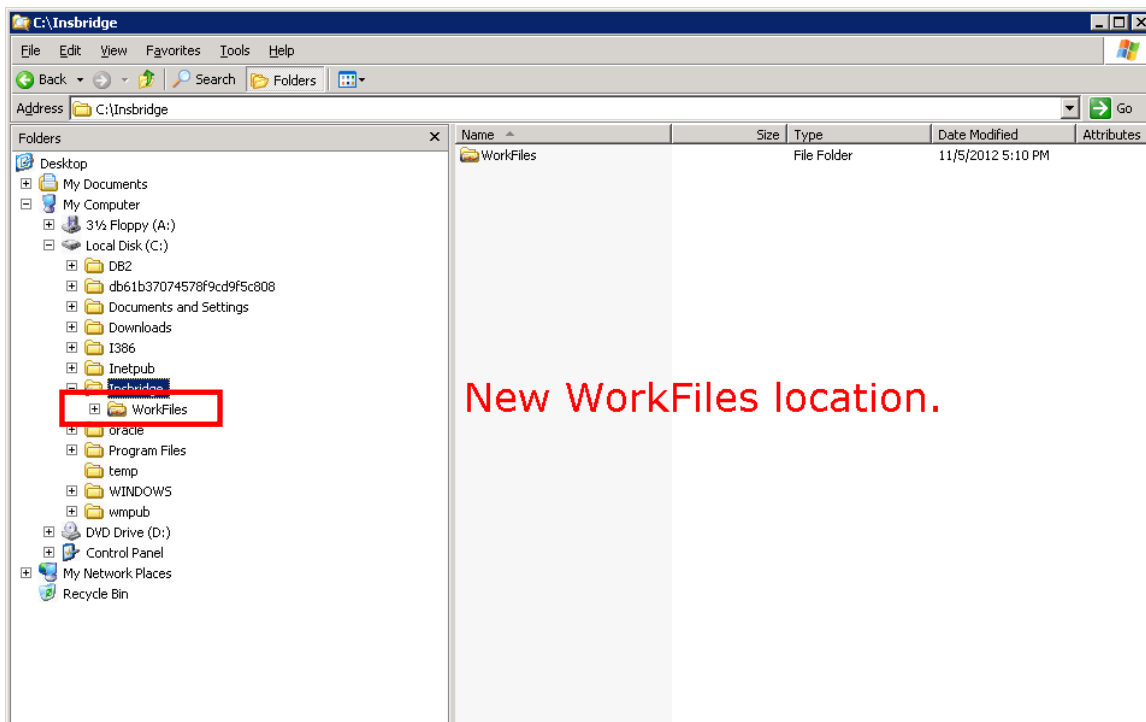 C:\Insbridge
File Edit View Favorites Tools Help
Back Search Folders
Address C:\Insbridge Go
Folders
Name Size Type Date Modified Attributes
WorkFiles File Folder 11/5/2012 5:10 PM
Desktop
My Documents
My Computer
3½ Floppy (A:)
Local Disk (C:)
DB2
db61b37074578f9cd9f5c808
Documents and Settings
Downloads
I386
Inetpub
Insbridge
WorkFiles
New WorkFiles location.
oracle
Program Files
temp
WINDOWS
wmpub
DVD Drive (D:)
Control Panel
My Network Places
Recycle Bin